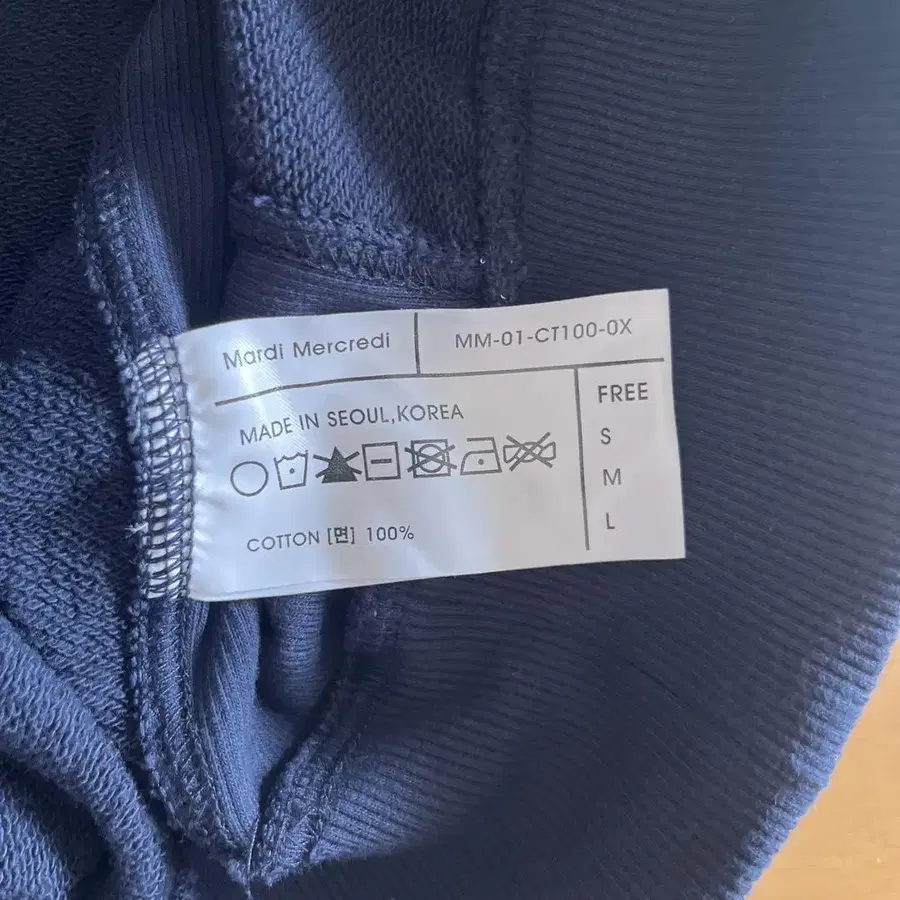 Mardi Mercredi
MM-01-CT100-0X
MADE IN SEOUL,KOREA
COTTON [면] 100%
FREE
S
M
L